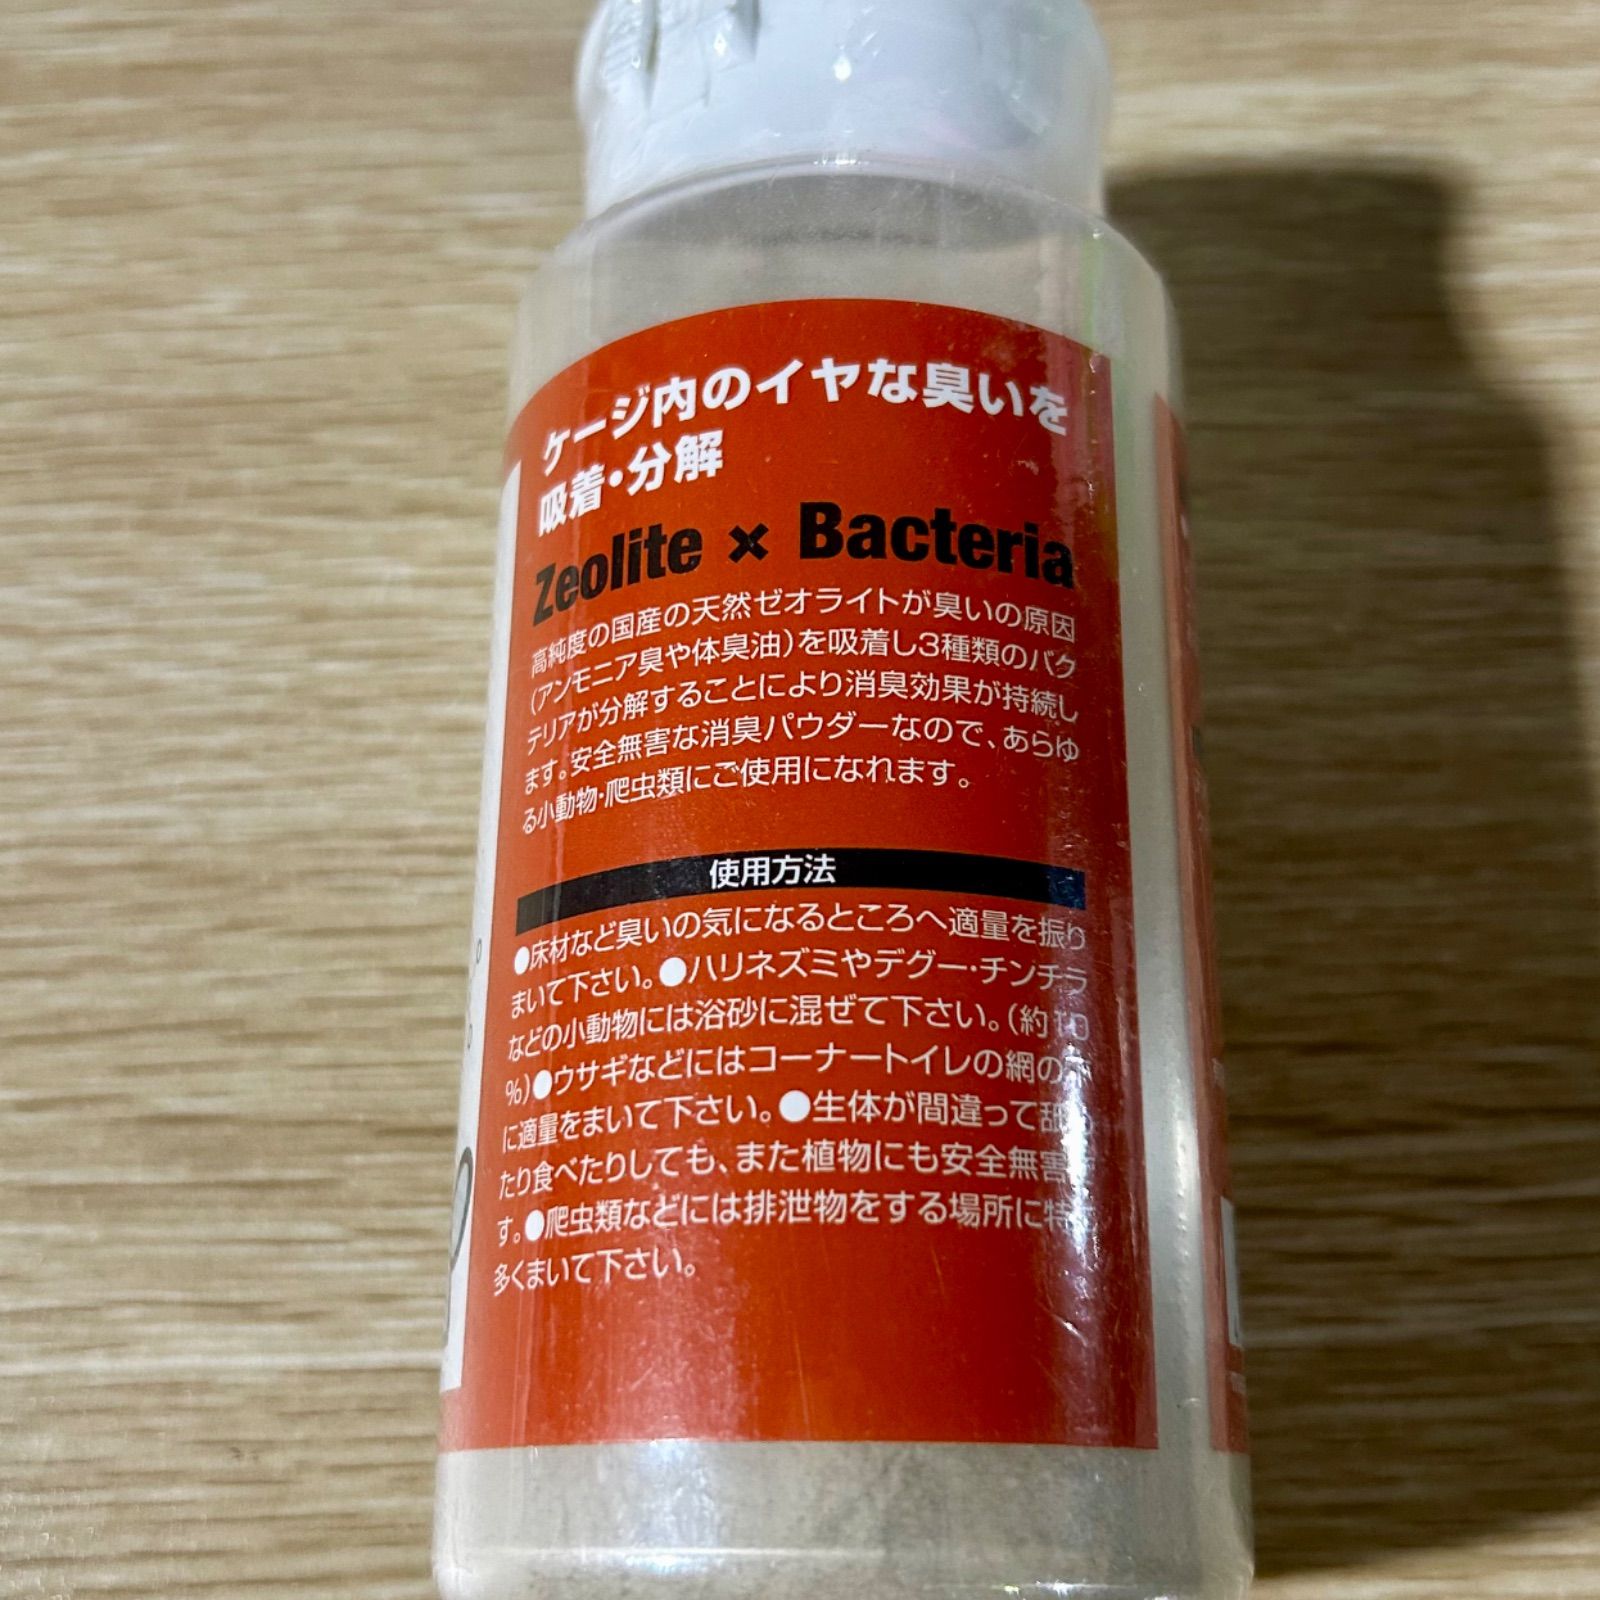 ケージ内のイヤな臭いを
吸着・分解
Zeolite × Bacteria
高純度の国産の天然ゼオライトが臭いの原因
(アンモニア臭や体臭油)を吸着し3種類のバク
テリアが分解することにより消臭効果が持続し
ます。安全無害な消臭パウダーなので、あらゆ
る小動物・爬虫類にご使用になれます。
使用方法
●床材など臭いの気になるところへ適量を振り
まいて下さい。●ハリネズミやデグー・チンチラ
などの小動物には浴砂に混ぜて下さい。(約10
%)●ウサギなどにはコーナートイレの網の下
に適量をまいて下さい。●生体が間違って舐め
たり食べたりしても、また植物にも安全無害で
す。●爬虫類などには排泄物をする場所に特に
多くまいて下さい。